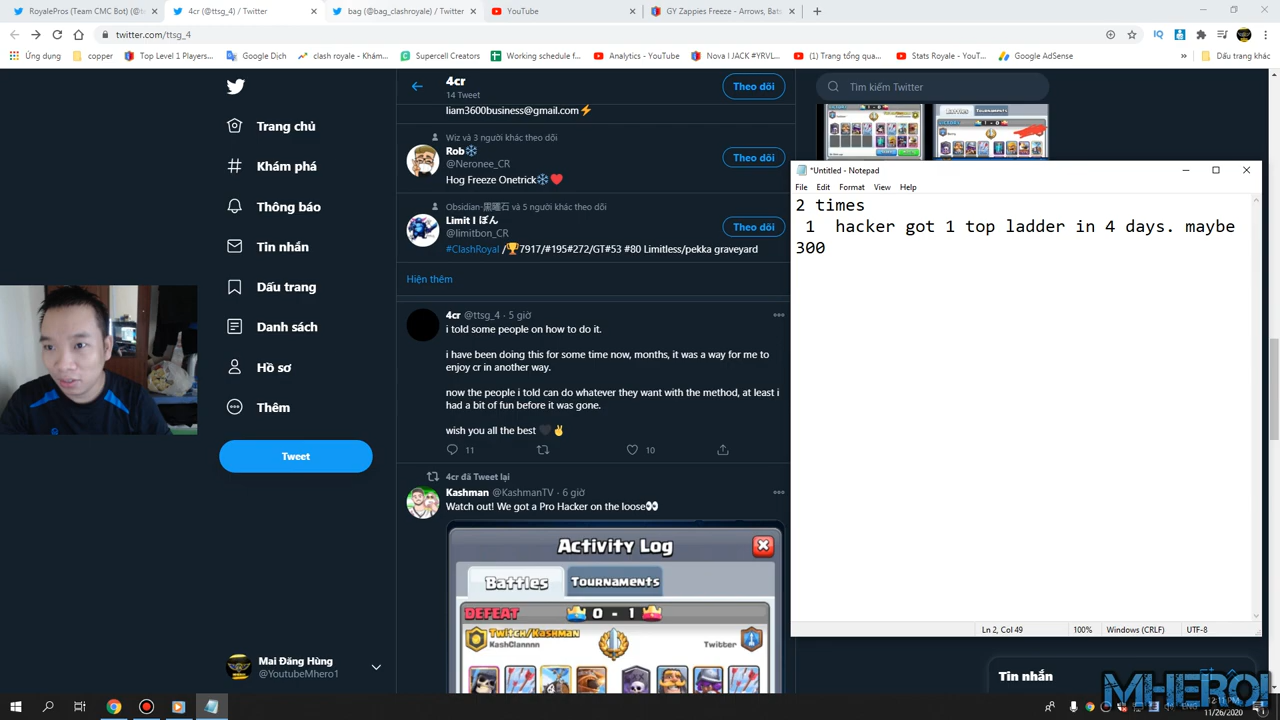 RoyalePros (Team CMC Bot) (@t
4cr (@ttsg_4) / Twitter
bag (@bag_clashroyale) / Twitter
YouTube
GY Zappies Freeze - Arrows, Bat
twitter.com/ttsg_4
Ứng dụng
copper
Top Level 1 Players...
Google Dịch
clash royale - Khám...
Supercell Creators
Working schedule f...
Analytics - YouTube
Nova I JACK #YRVL...
(1) Trang tổng qua...
Stats Royale - YouT...
Google AdSense
Dấu trang khác
Trang chủ
Khám phá
Thông báo
Tin nhắn
Dấu trang
Danh sách
Hồ sơ
Thêm
Tweet
Mai Đăng Hùng
@YoutubeMhero1
4cr
14 Tweet
Theo dõi
liam3600business@gmail.com⚡
Wiz và 3 người khác theo dõi
Rob❄
@Neronee_CR
Theo dõi
Hog Freeze Onetrick❄❤
Obsidian-黒曜石 và 5 người khác theo dõi
Limit I ぼん
@limitbon_CR
Theo dõi
#ClashRoyal /🏆7917/#195#272/GT#53 #80 Limitless/pekka graveyard
Hiện thêm
4cr @ttsg_4 · 5 giờ
i told some people on how to do it.
i have been doing this for some time now, months, it was a way for me to
enjoy cr in another way.
now the people i told can do whatever they want with the method, at least i
had a bit of fun before it was gone.
wish you all the best 🖤✌
11
10
4cr đã Tweet lại
Kashman @KashmanTV · 6 giờ
Watch out! We got a Pro Hacker on the loose👀
Activity Log
Battles
Tournaments
DEFEAT
0 - 1
Twitch/Kashman
KashClannnn
Twitter
Tìm kiếm Twitter
*Untitled - Notepad
File Edit Format View Help
2 times
1 hacker got 1 top ladder in 4 days. maybe
300
Ln 2, Col 49
100%
Windows (CRLF)
UTF-8
Tin nhắn
MHERO!
11/26/2020